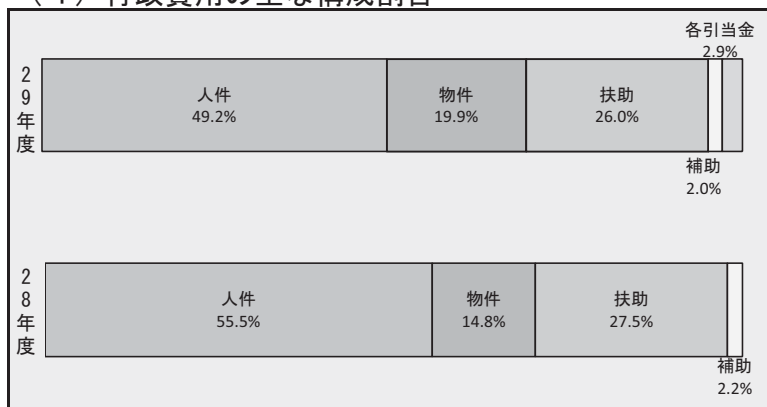 （４）行政費用の主な構成割合
各引当金
2.9%
29年度
人件
49.2%
物件
19.9%
扶助
26.0%
補助
2.0%
28年度
人件
55.5%
物件
14.8%
扶助
27.5%
補助
2.2%